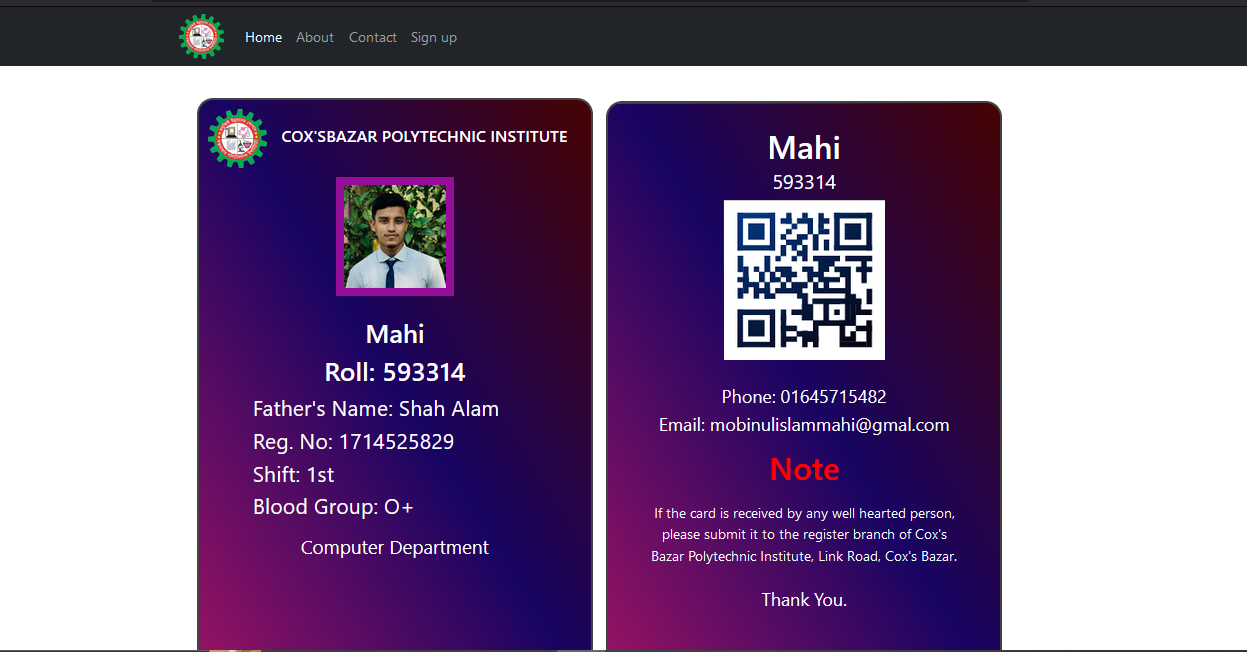 Home About Contact Sign up
COX'SBAZAR POLYTECHNIC INSTITUTE
Mahi
Roll: 593314
Father's Name: Shah Alam
Reg. No: 1714525829
Shift: 1st
Blood Group: O+
Computer Department
Mahi
593314
Phone: 01645715482
Email: mobinulislammahi@gmal.com
Note
If the card is received by any well hearted person,
please submit it to the register branch of Cox's
Bazar Polytechnic Institute, Link Road, Cox's Bazar.
Thank You.